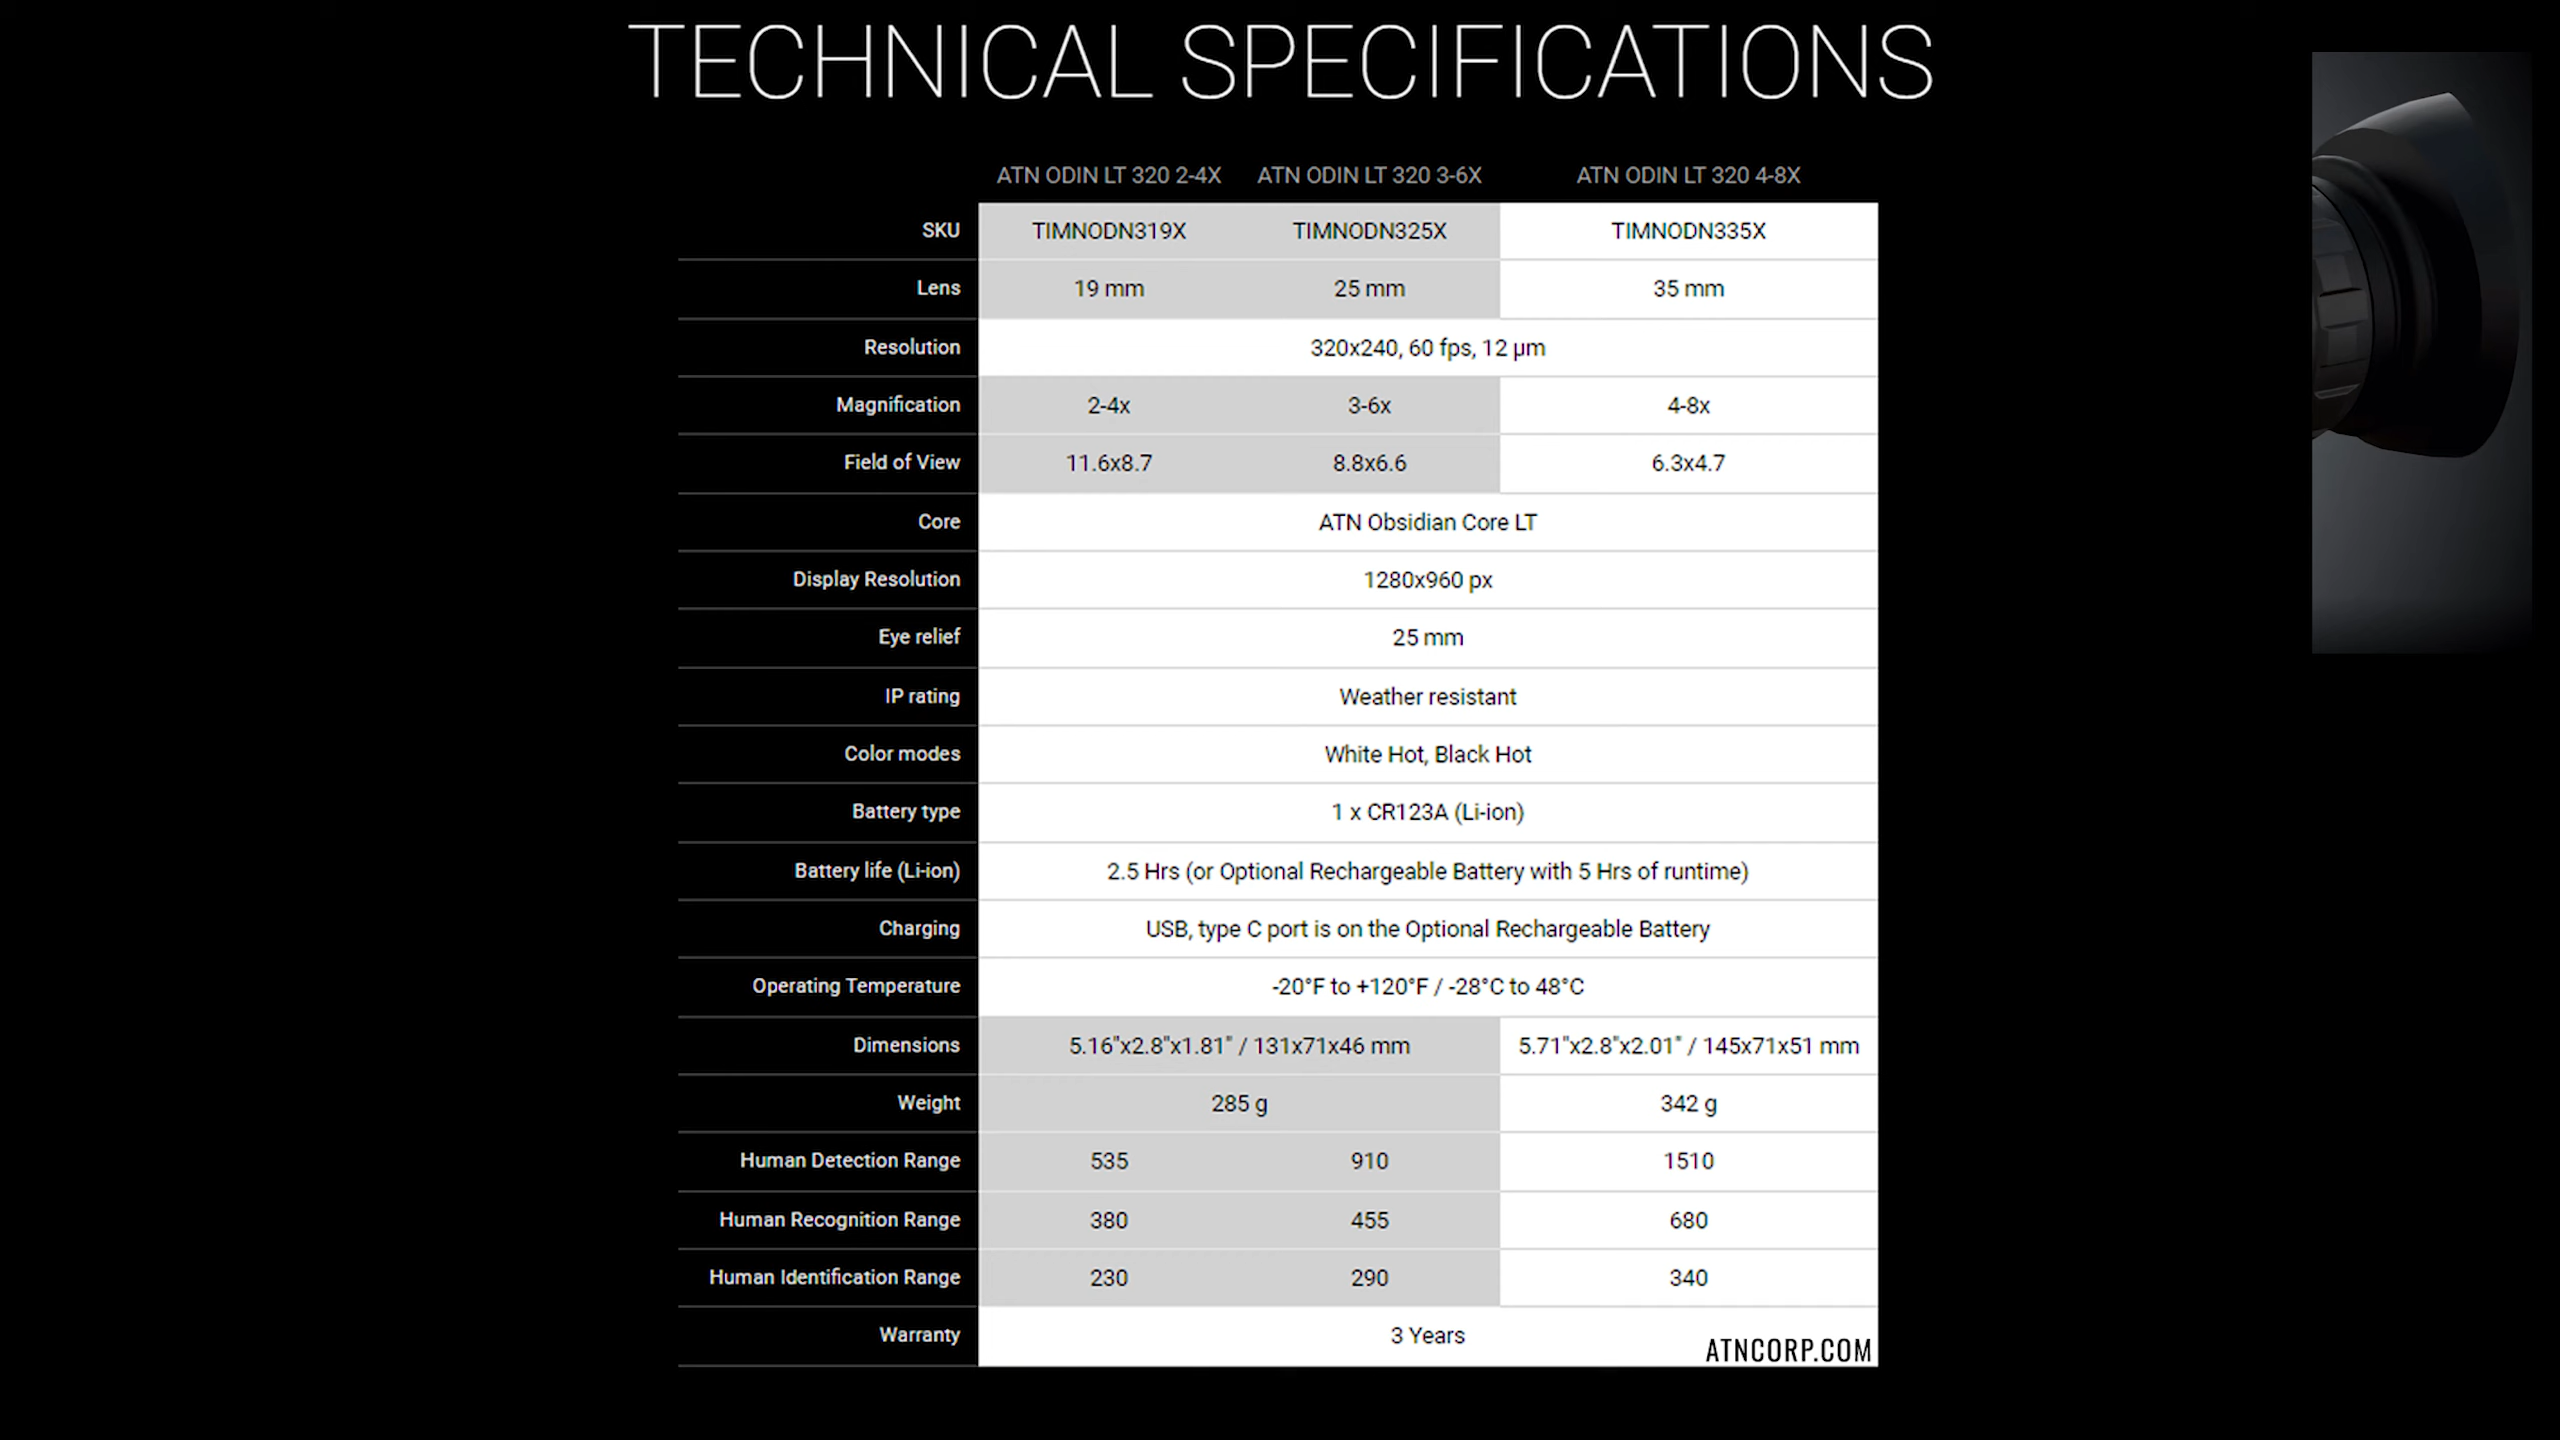 TECHNICAL SPECIFICATIONS
ATN ODIN LT 320 2-4X ATN ODIN LT 320 3-6X ATN ODIN LT 320 4-8X
SKU TIMNODN319X TIMNODN325X TIMNODN335X
Lens 19 mm 25 mm 35 mm
Resolution 320x240, 60 fps, 12 µm
Magnification 2-4x 3-6x 4-8x
Field of View 11.6x8.7 8.8x6.6 6.3x4.7
Core ATN Obsidian Core LT
Display Resolution 1280x960 px
Eye relief 25 mm
IP rating Weather resistant
Color modes White Hot, Black Hot
Battery type 1 x CR123A (Li-ion)
Battery life (Li-ion) 2.5 Hrs (or Optional Rechargeable Battery with 5 Hrs of runtime)
Charging USB, type C port is on the Optional Rechargeable Battery
Operating Temperature -20°F to +120°F / -28°C to 48°C
Dimensions 5.16"x2.8"x1.81" / 131x71x46 mm 5.71"x2.8"x2.01" / 145x71x51 mm
Weight 285 g 342 g
Human Detection Range 535 910 1510
Human Recognition Range 380 455 680
Human Identification Range 230 290 340
Warranty 3 Years
ATNCORP.COM